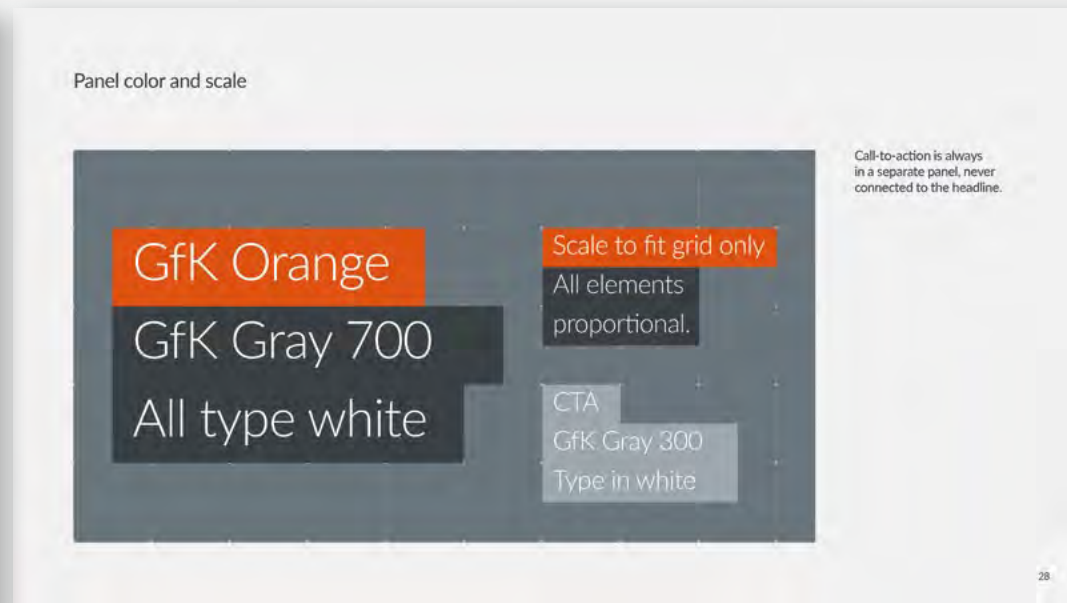 Panel color and scale
Call-to-action is always
in a separate panel, never
connected to the headline.
GfK Orange
GfK Gray 700
All type white
Scale to fit grid only
All elements
proportional.
CTA
GfK Gray 300
Type in white
28